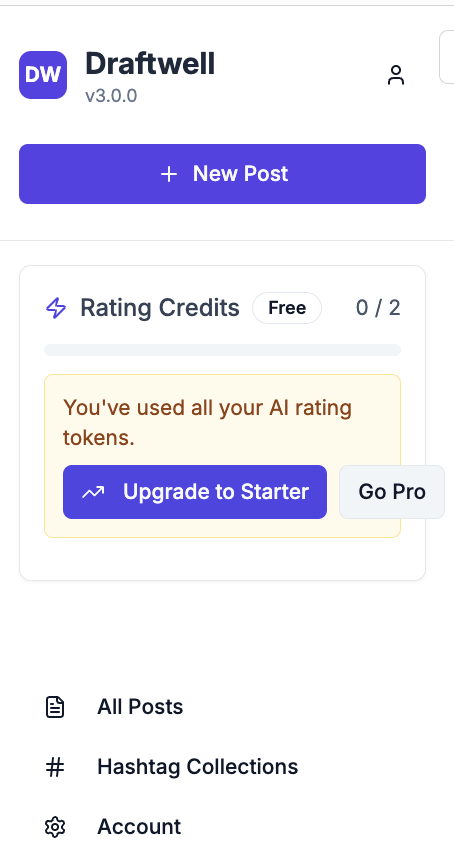 DW
Draftwell
v3.0.0
+ New Post
Rating Credits Free 0 / 2
You've used all your AI rating
tokens.
Upgrade to Starter Go Pro
All Posts
# Hashtag Collections
Account